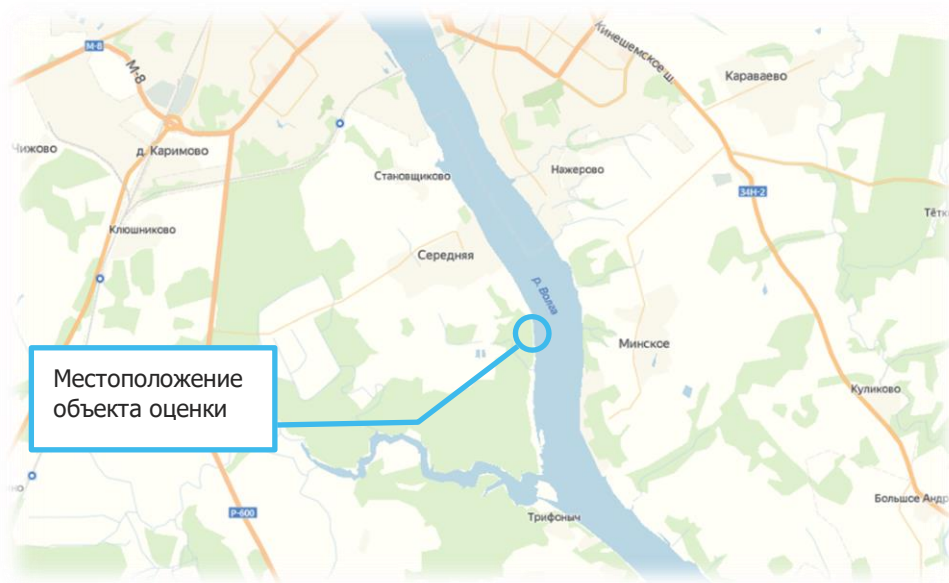 М-8
М-8
Кинешемское ш.
Караваево
Чижово
д. Каримово
Становщиково
Нажерово
34Н-2
Клюшниково
Середняя
р. Волга
Минское
Местоположение
объекта оценки
Куликово
Р-600
Трифоныч
Большое Андр